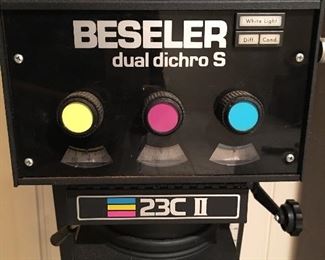 BESELER
dual dichro S
White Light
Diff. Cond.
23C II